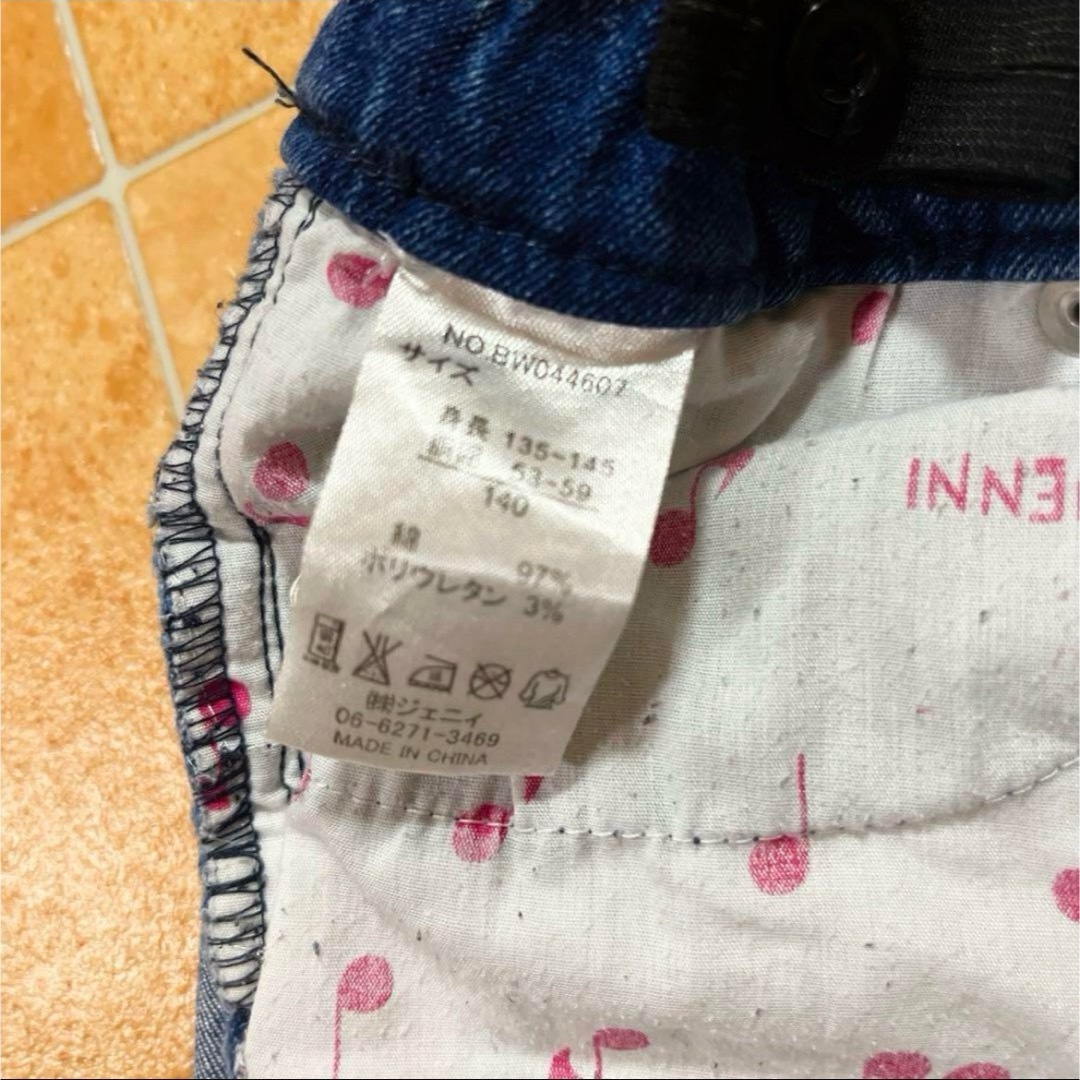 NO.BW044607
サイズ
身長 135-145
胴囲 53-59
140
綿 97%
ポリウレタン 3%
㈱ジェニィ
06-6271-3469
MADE IN CHINA
ENNI